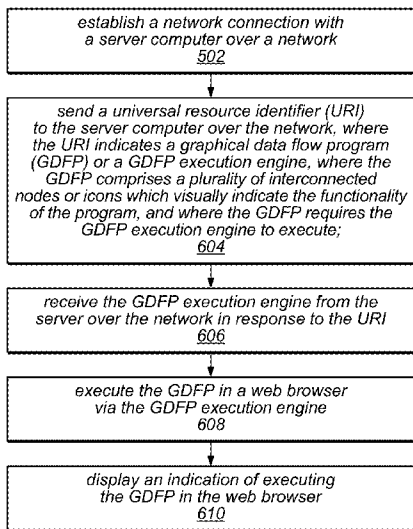 establish a network connection with
a server computer over a network
502
send a universal resource identifier (URI)
to the server computer over the network, where
the URI indicates a graphical data flow program
(GDFP) or a GDFP execution engine, where the
GDFP comprises a plurality of interconnected
nodes or icons which visually indicate the functionality
of the program, and where the GDFP requires the
GDFP execution engine to execute;
604
receive the GDFP execution engine from the
server over the network in response to the URI
606
execute the GDFP in a web browser
via the GDFP execution engine
608
display an indication of executing
the GDFP in the web browser
610